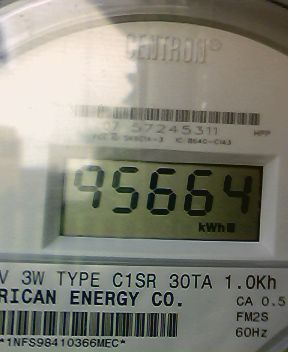 CENTRON®
57245311
HPP
95664
kWh
V 3W TYPE C1SR 30TA 1.0Kh
RICAN ENERGY CO.
CA 0.5
FM2S
60Hz
*1NFS98410366MEC*